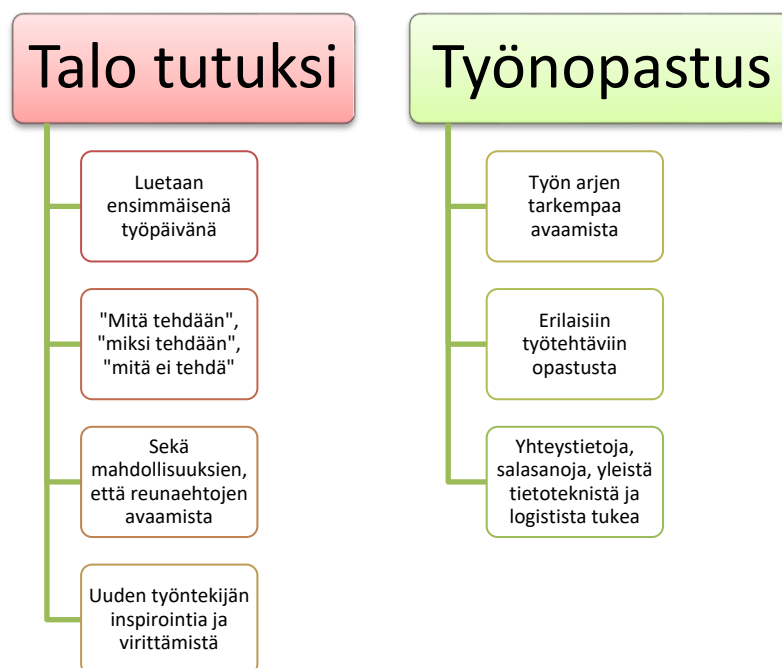 Talo tutuksi
Luetaan
ensimmäisenä
työpäivänä
"Mitä tehdään",
"miksi tehdään",
"mitä ei tehdä"
Sekä
mahdollisuuksien,
että reunaehtojen
avaamista
Uuden työntekijän
inspirointia ja
virittämistä
Työnopastus
Työn arjen
tarkempaa
avaamista
Erilaisiin
työtehtäviin
opastusta
Yhteystietoja,
salasanoja, yleistä
tietoteknistä ja
logistista tukea